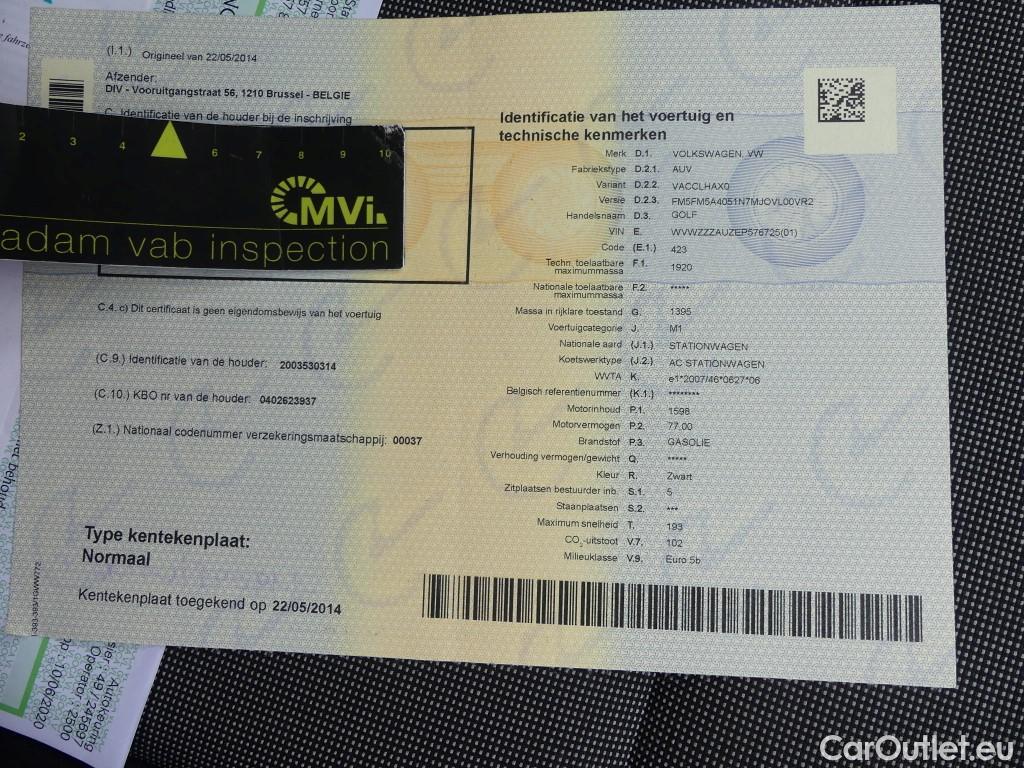 (I.1.) Origineel van 22/05/2014
Afzender:
DIV - Vooruitgangstraat 56, 1210 Brussel - BELGIE
C. Identificatie van de houder bij de inschrijving
2 3 4 6 7 8 9 10
MVi
adam vab inspection
C.4. c) Dit certificaat is geen eigendomsbewijs van het voertuig
(C.9.) Identificatie van de houder: 2003530314
(C.10.) KBO nr van de houder: 0402623937
(Z.1.) Nationaal codenummer verzekeringsmaatschappij: 00037
Type kentekenplaat:
Normaal
Kentekenplaat toegekend op 22/05/2014
Identificatie van het voertuig en
technische kenmerken
Merk D.1. VOLKSWAGEN, VW
Fabriekstype D.2.1. AUV
Variant D.2.2. VACCLHAX0
Versie D.2.3. FM5FM5A4051N7MJOVL00VR2
Handelsnaam D.3. GOLF
VIN E. WVWZZZAUZEP576725(01)
Code (E.1.) 423
Techn. toelaatbare
maximummassa F.1. 1920
Nationale toelaatbare
maximummassa F.2. *****
Massa in rijklare toestand G. 1395
Voertuigcategorie J. M1
Nationale aard (J.1.) STATIONWAGEN
Koetswerktype (J.2.) AC STATIONWAGEN
WVTA K. e1*2007/46*0627*06
Belgisch referentienummer (K.1.) ********
Motorinhoud P.1. 1598
Motorvermogen P.2. 77.00
Brandstof P.3. GASOLIE
Verhouding vermogen/gewicht Q. *****
Kleur R. Zwart
Zitplaatsen bestuurder inb. S.1. 5
Staanplaatsen S.2. ***
Maximum snelheid T. 193
CO2-uitstoot V.7. 102
Milieuklasse V.9. Euro 5b
Autokeuring
: 49 / 245697
Operator : 2500
: 10/06/2020
CarOutlet.eu